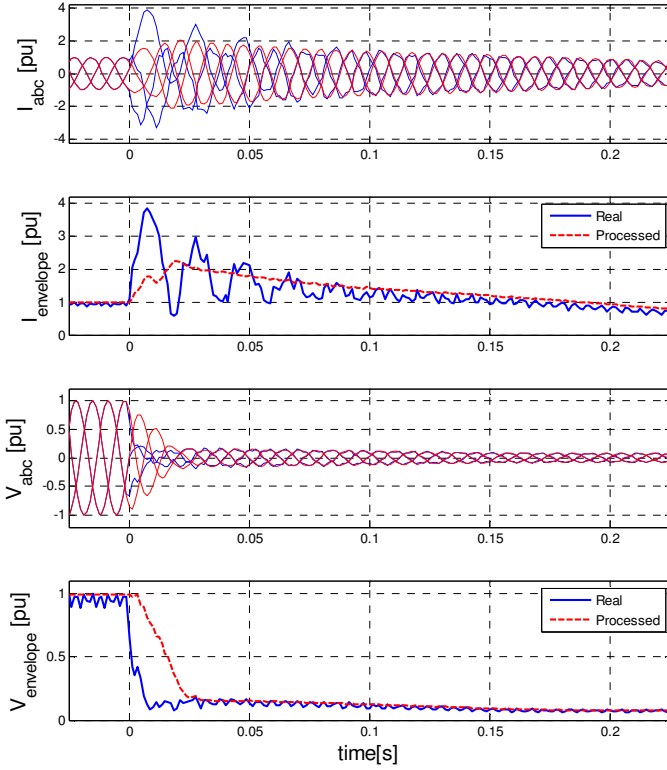 4
2
0
-2
-4
I_abc [pu]
0 0.05 0.1 0.15 0.2
4
3
2
1
0
I_envelope [pu]
Real
Processed
0 0.05 0.1 0.15 0.2
1
0.5
0
-0.5
-1
V_abc [pu]
0 0.05 0.1 0.15 0.2
1
0.5
0
V_envelope [pu]
Real
Processed
0 0.05 0.1 0.15 0.2
time[s]